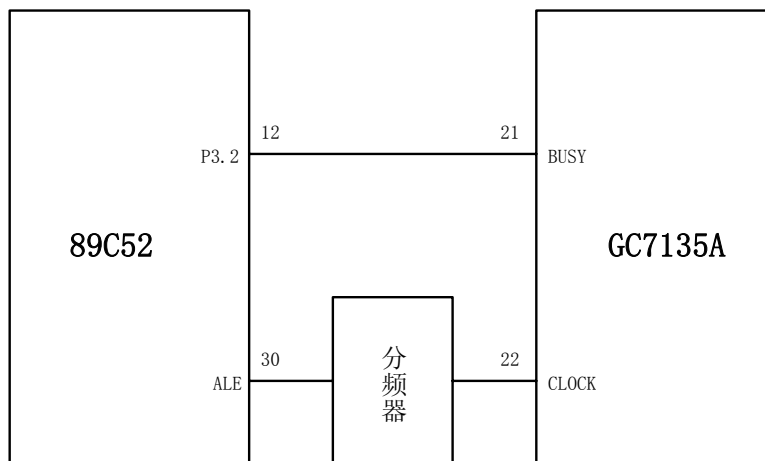 12
21
P3.2
BUSY
89C52
GC7135A
30
22
ALE
CLOCK
分频器